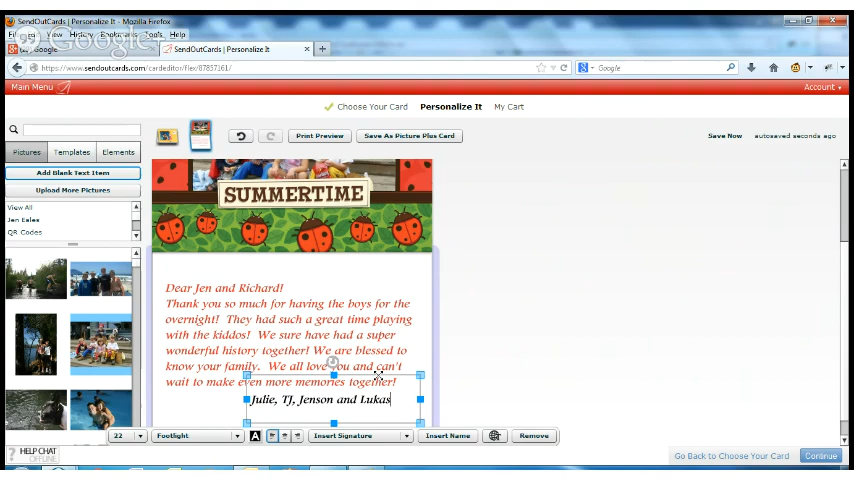 SendOutCards | Personalize It - Mozilla Firefox
File Edit View History Bookmarks Tools Help
Google+
Google
SendOutCards | Personalize It
https://www.sendoutcards.com/cardeditor/flex/87857161/
Google
Main Menu
Account
Choose Your Card
Personalize It
My Cart
Print Preview
Save As Picture Plus Card
Save Now
autosaved seconds ago
Pictures
Templates
Elements
Add Blank Text Item
Upload More Pictures
View All
Jen Eales
QR Codes
SUMMERTIME
Dear Jen and Richard!
Thank you so much for having the boys for the
overnight! They had such a great time playing
with the kiddos! We sure have had a super
wonderful history together! We are blessed to
know your family. We all love you and can't
wait to make even more memories together!
Julie, TJ, Jenson and Lukas
22
Footlight
A
Insert Signature
Insert Name
Remove
? HELP CHAT
OFFLINE
Go Back to Choose Your Card
Continue